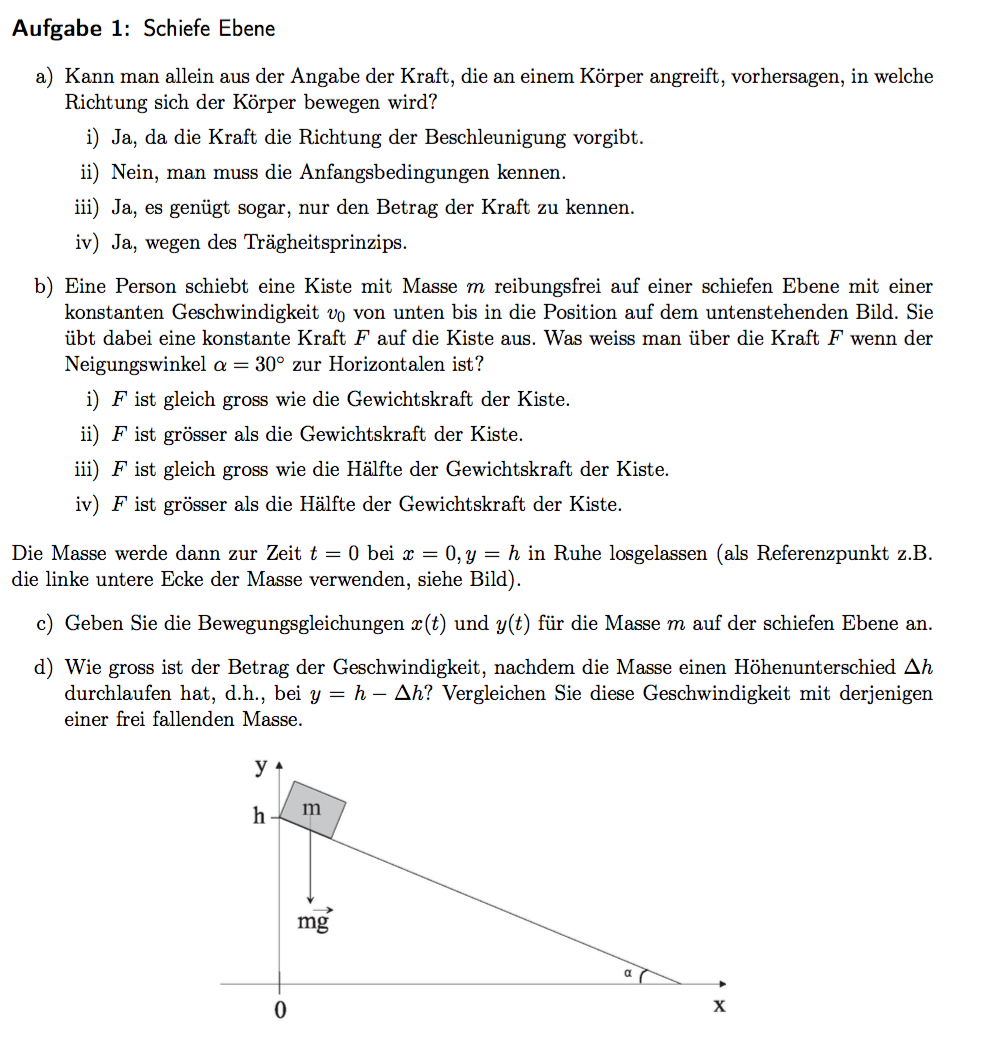 Aufgabe 1: Schiefe Ebene
a) Kann man allein aus der Angabe der Kraft, die an einem Körper angreift, vorhersagen, in welche
Richtung sich der Körper bewegen wird?
i) Ja, da die Kraft die Richtung der Beschleunigung vorgibt.
ii) Nein, man muss die Anfangsbedingungen kennen.
iii) Ja, es genügt sogar, nur den Betrag der Kraft zu kennen.
iv) Ja, wegen des Trägheitsprinzips.
b) Eine Person schiebt eine Kiste mit Masse m reibungsfrei auf einer schiefen Ebene mit einer
konstanten Geschwindigkeit v₀ von unten bis in die Position auf dem untenstehenden Bild. Sie
übt dabei eine konstante Kraft F auf die Kiste aus. Was weiss man über die Kraft F wenn der
Neigungswinkel α = 30° zur Horizontalen ist?
i) F ist gleich gross wie die Gewichtskraft der Kiste.
ii) F ist grösser als die Gewichtskraft der Kiste.
iii) F ist gleich gross wie die Hälfte der Gewichtskraft der Kiste.
iv) F ist grösser als die Hälfte der Gewichtskraft der Kiste.
Die Masse werde dann zur Zeit t = 0 bei x = 0, y = h in Ruhe losgelassen (als Referenzpunkt z.B.
die linke untere Ecke der Masse verwenden, siehe Bild).
c) Geben Sie die Bewegungsgleichungen x(t) und y(t) für die Masse m auf der schiefen Ebene an.
d) Wie gross ist der Betrag der Geschwindigkeit, nachdem die Masse einen Höhenunterschied Δh
durchlaufen hat, d.h., bei y = h − Δh? Vergleichen Sie diese Geschwindigkeit mit derjenigen
einer frei fallenden Masse.
y
h
m
mg⃗
α
0
x